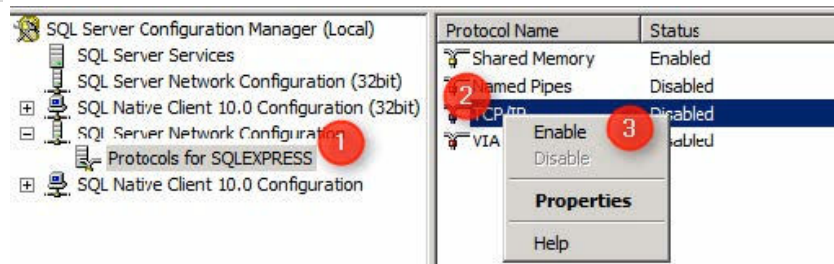 SQL Server Configuration Manager (Local)
SQL Server Services
SQL Server Network Configuration (32bit)
SQL Native Client 10.0 Configuration (32bit)
SQL Server Network Configuration
1
Protocols for SQLEXPRESS
SQL Native Client 10.0 Configuration
Protocol Name Status
Shared Memory Enabled
Named Pipes Disabled
2
TCP/IP Disabled
VIA
Enable 3
Disable
Properties
Help